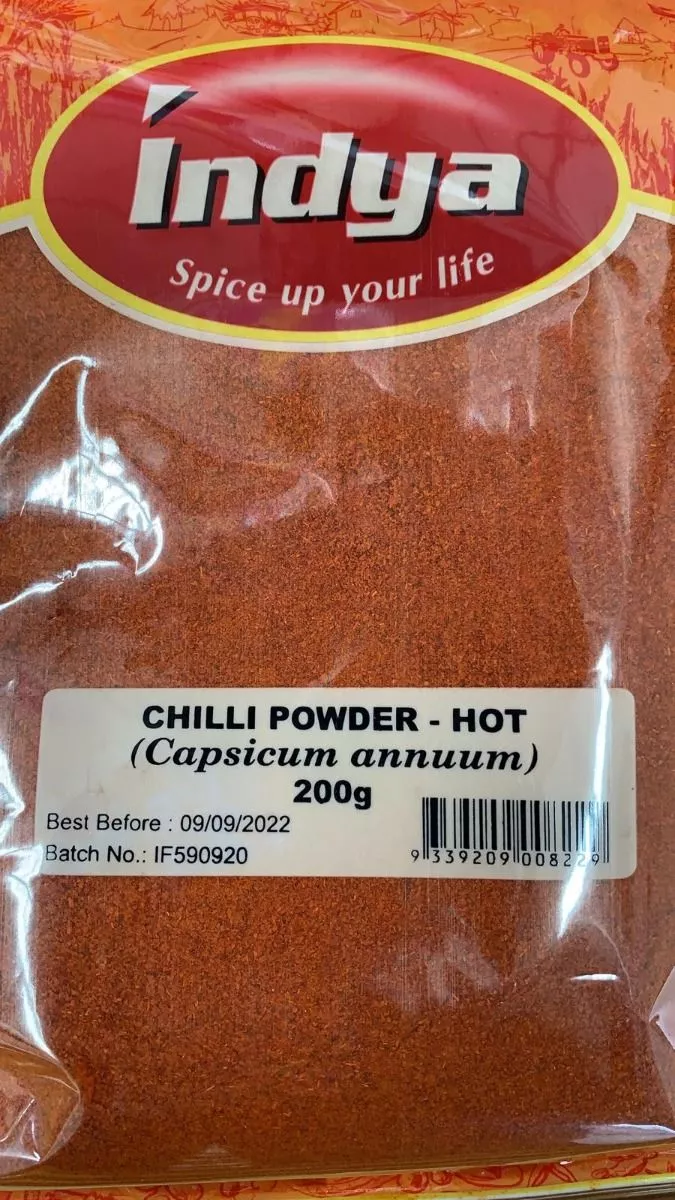 Indya
Spice up your life
CHILLI POWDER - HOT
(Capsicum annuum)
200g
Best Before : 09/09/2022
Batch No.: IF590920
9 339209 008229